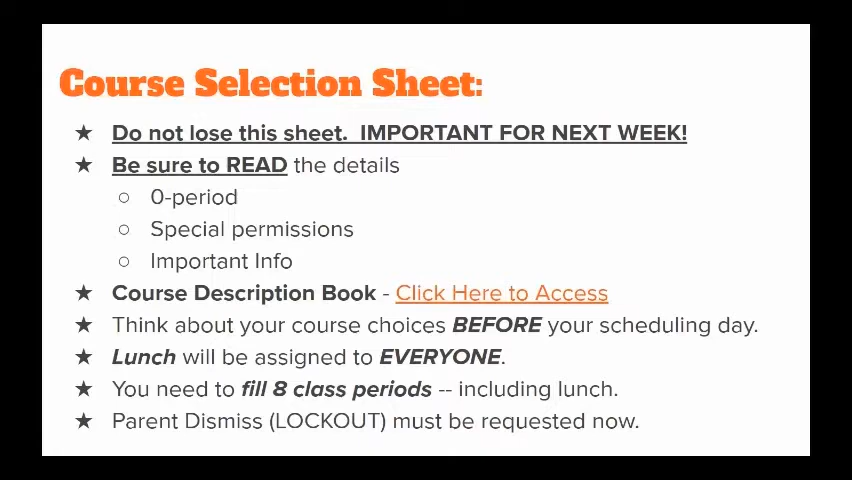 Course Selection Sheet:
★ Do not lose this sheet. IMPORTANT FOR NEXT WEEK!
★ Be sure to READ the details
○ 0-period
○ Special permissions
○ Important Info
★ Course Description Book - Click Here to Access
★ Think about your course choices BEFORE your scheduling day.
★ Lunch will be assigned to EVERYONE.
★ You need to fill 8 class periods -- including lunch.
★ Parent Dismiss (LOCKOUT) must be requested now.